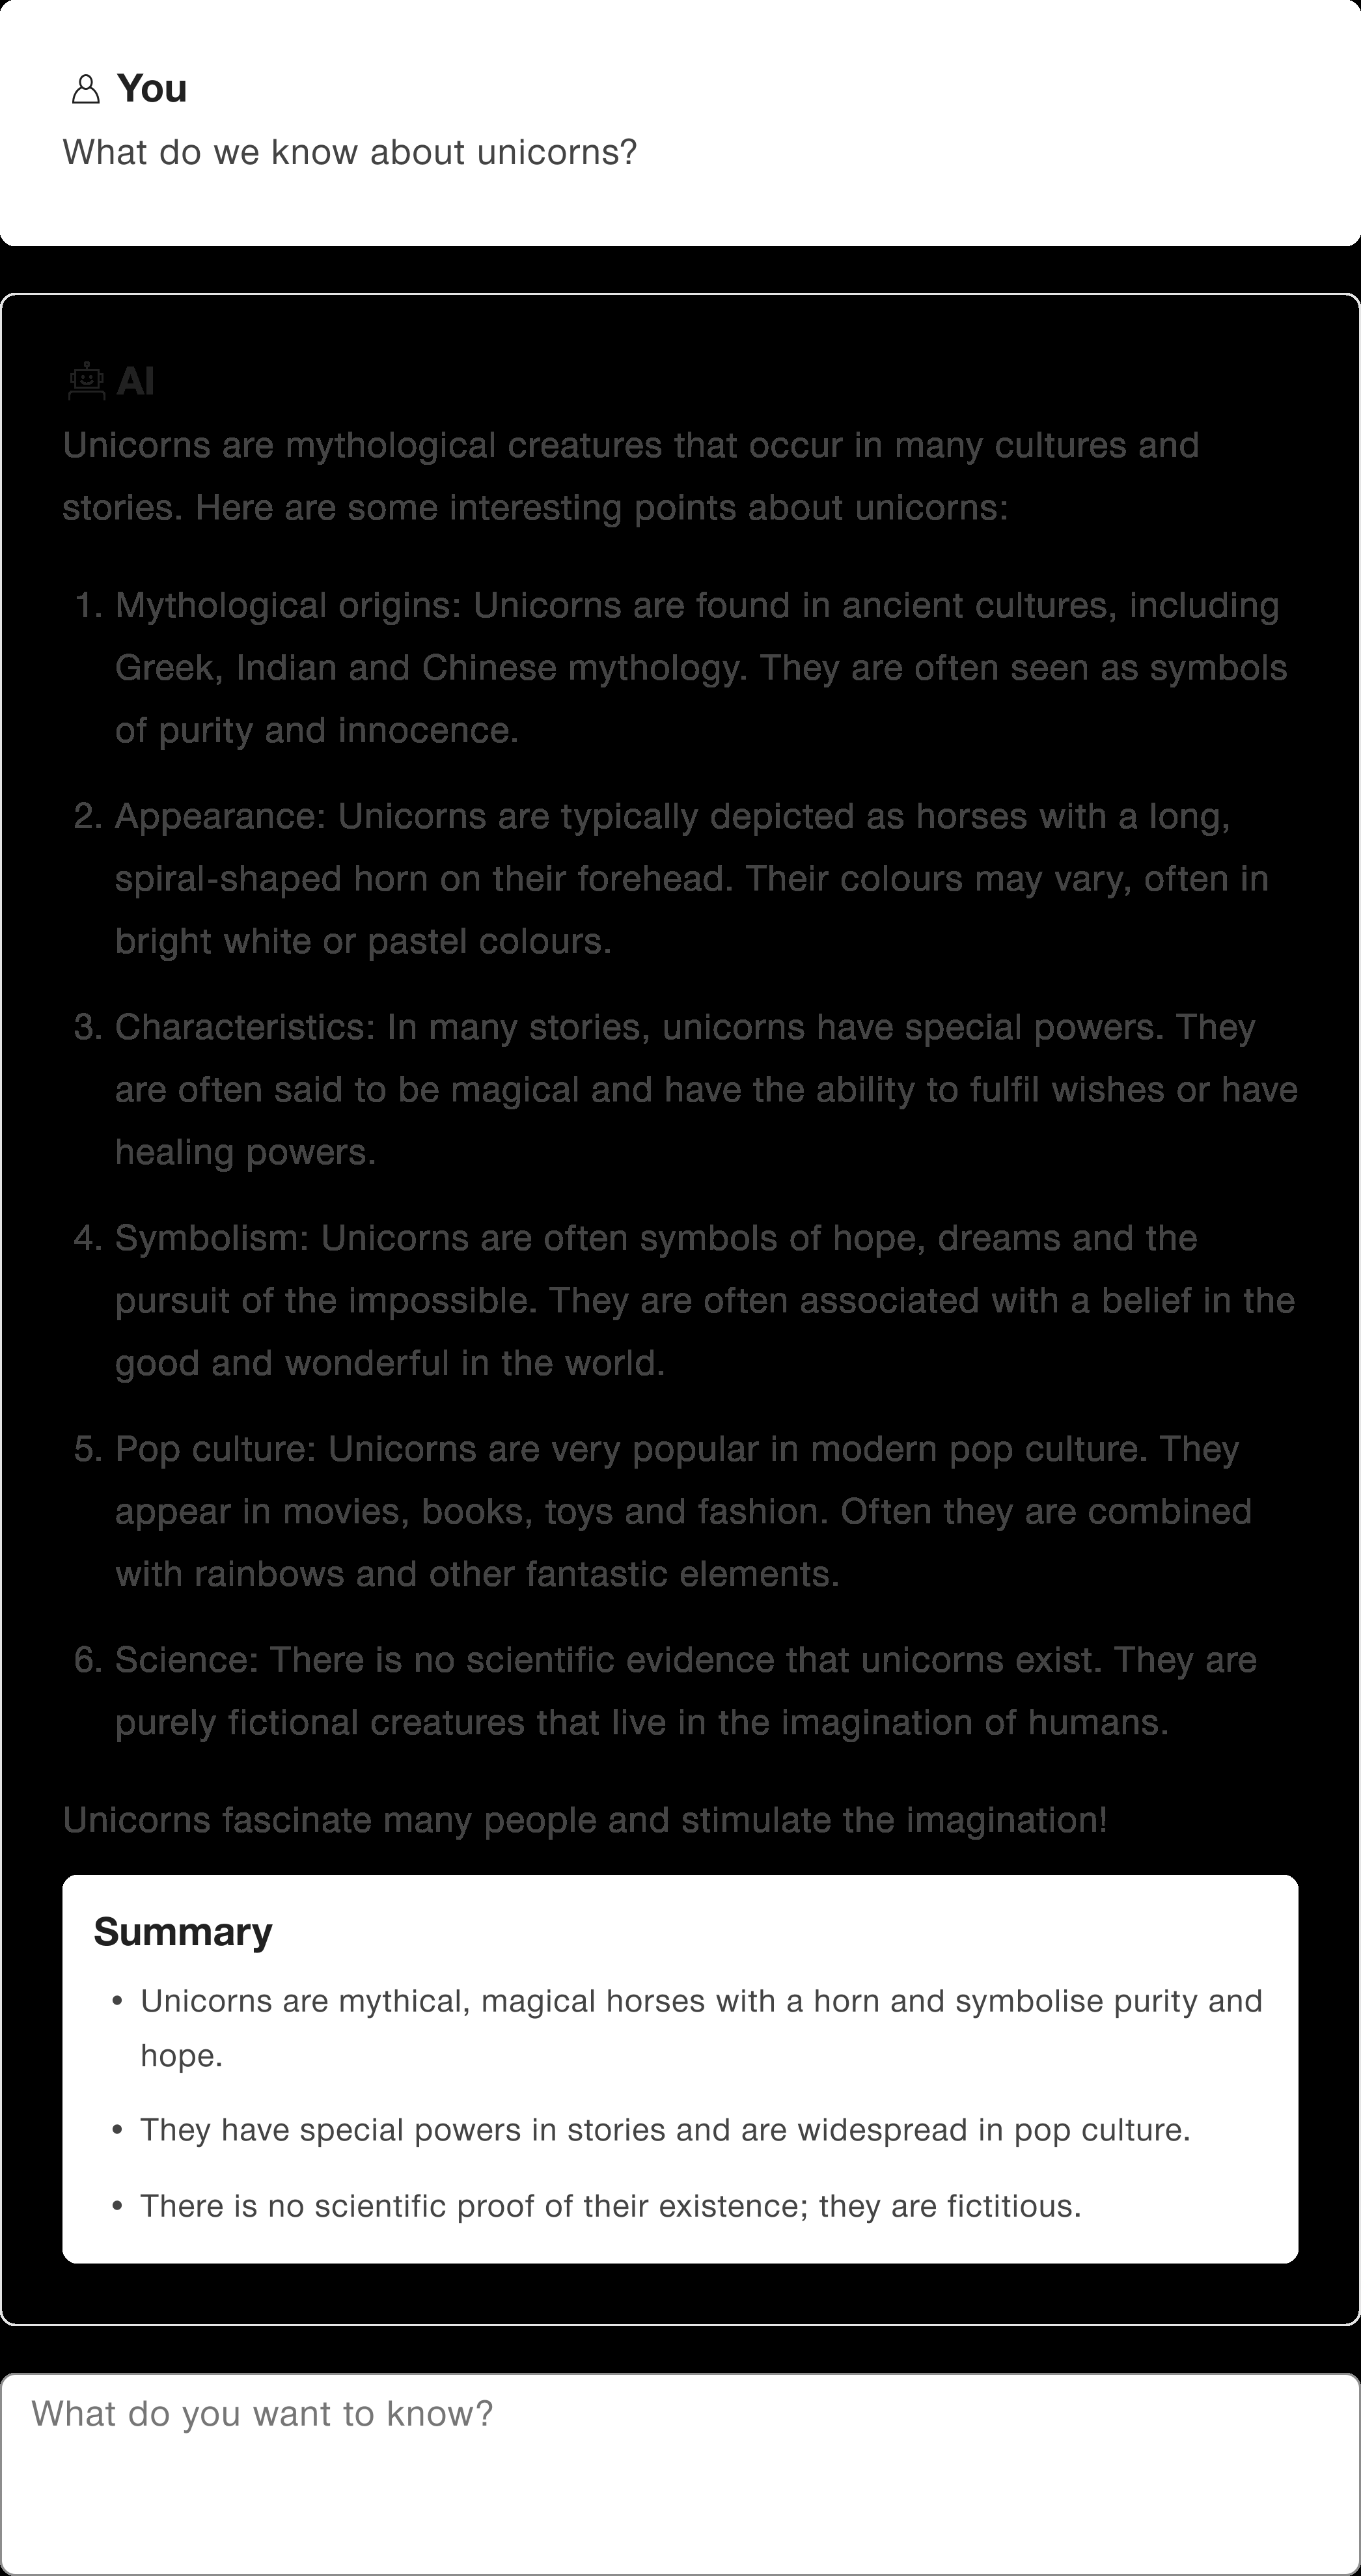 You
What do we know about unicorns?
AI
Unicorns are mythological creatures that occur in many cultures and
stories. Here are some interesting points about unicorns:
1. Mythological origins: Unicorns are found in ancient cultures, including
Greek, Indian and Chinese mythology. They are often seen as symbols
of purity and innocence.
2. Appearance: Unicorns are typically depicted as horses with a long,
spiral-shaped horn on their forehead. Their colours may vary, often in
bright white or pastel colours.
3. Characteristics: In many stories, unicorns have special powers. They
are often said to be magical and have the ability to fulfil wishes or have
healing powers.
4. Symbolism: Unicorns are often symbols of hope, dreams and the
pursuit of the impossible. They are often associated with a belief in the
good and wonderful in the world.
5. Pop culture: Unicorns are very popular in modern pop culture. They
appear in movies, books, toys and fashion. Often they are combined
with rainbows and other fantastic elements.
6. Science: There is no scientific evidence that unicorns exist. They are
purely fictional creatures that live in the imagination of humans.
Unicorns fascinate many people and stimulate the imagination!
Summary
• Unicorns are mythical, magical horses with a horn and symbolise purity and
hope.
• They have special powers in stories and are widespread in pop culture.
• There is no scientific proof of their existence; they are fictitious.
What do you want to know?